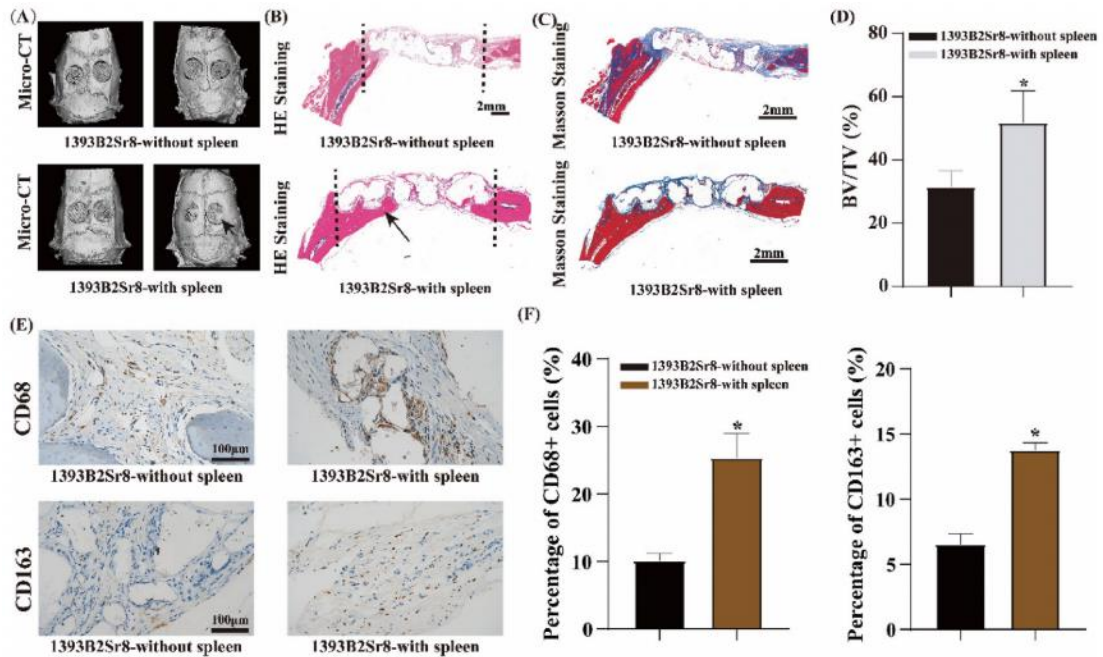 (A)
Micro-CT
1393B2Sr8-without spleen
Micro-CT
1393B2Sr8-with spleen
(B)
HE Staining
2mm
1393B2Sr8-without spleen
HE Staining
1393B2Sr8-with spleen
(C)
Masson Staining
2mm
1393B2Sr8-without spleen
Masson Staining
2mm
1393B2Sr8-with spleen
(D)
80
60
40
20
0
BV/TV (%)
1393B2Sr8-without spleen
1393B2Sr8-with spleen
*
(E)
CD68
100μm
1393B2Sr8-without spleen
1393B2Sr8-with spleen
CD163
100μm
1393B2Sr8-without spleen
1393B2Sr8-with spleen
(F)
40
30
20
10
0
Percentage of CD68+ cells (%)
1393B2Sr8-without spleen
1393B2Sr8-with spleen
*
20
15
10
5
0
Percentage of CD163+ cells (%)
*